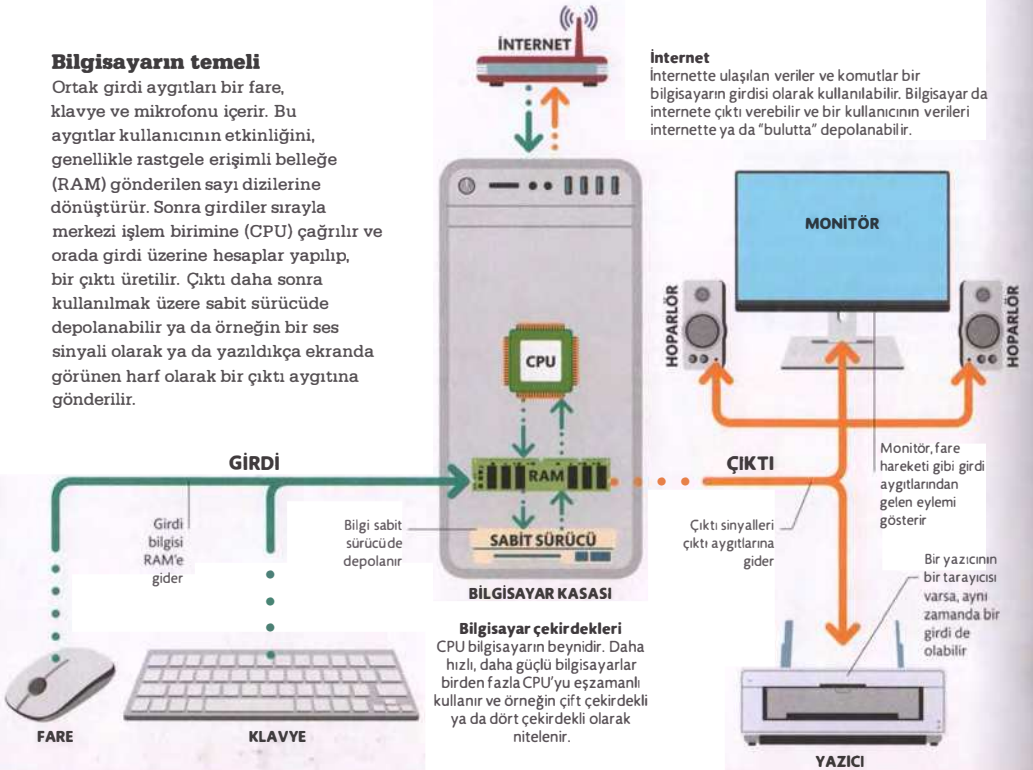 Bilgisayarın temeli
Ortak girdi aygıtları bir fare,
klavye ve mikrofonu içerir. Bu
aygıtlar kullanıcının etkinliğini,
genellikle rastgele erişimli belleğe
(RAM) gönderilen sayı dizilerine
dönüştürür. Sonra girdiler sırayla
merkezi işlem birimine (CPU) çağrılır ve
orada girdi üzerine hesaplar yapılıp,
bir çıktı üretilir. Çıktı daha sonra
kullanılmak üzere sabit sürücüde
depolanabilir ya da örneğin bir ses
sinyali olarak ya da yazıldıkça ekranda
görünen harf olarak bir çıktı aygıtına
gönderilir.
İNTERNET
İnternet
İnternette ulaşılan veriler ve komutlar bir
bilgisayarın girdisi olarak kullanılabilir. Bilgisayar da
internete çıktı verebilir ve bir kullanıcının verileri
internette ya da "bulutta" depolanabilir.
MONİTÖR
HOPARLÖR
HOPARLÖR
CPU
GİRDİ
RAM
ÇIKTI
Monitör, fare
hareketi gibi girdi
aygıtlarından
gelen eylemi
gösterir
Girdi
bilgisi
RAM'e
gider
Bilgi sabit
sürücüde
depolanır
SABİT SÜRÜCÜ
Çıktı sinyalleri
çıktı aygıtlarına
gider
BİLGİSAYAR KASASI
Bir yazıcının
bir tarayıcısı
varsa, aynı
zamanda bir
girdi de
olabilir
Bilgisayar çekirdekleri
CPU bilgisayarın beynidir. Daha
hızlı, daha güçlü bilgisayarlar
birden fazla CPU'yu eşzamanlı
kullanır ve örneğin çift çekirdekli
ya da dört çekirdekli olarak
nitelenir.
FARE
KLAVYE
YAZICI